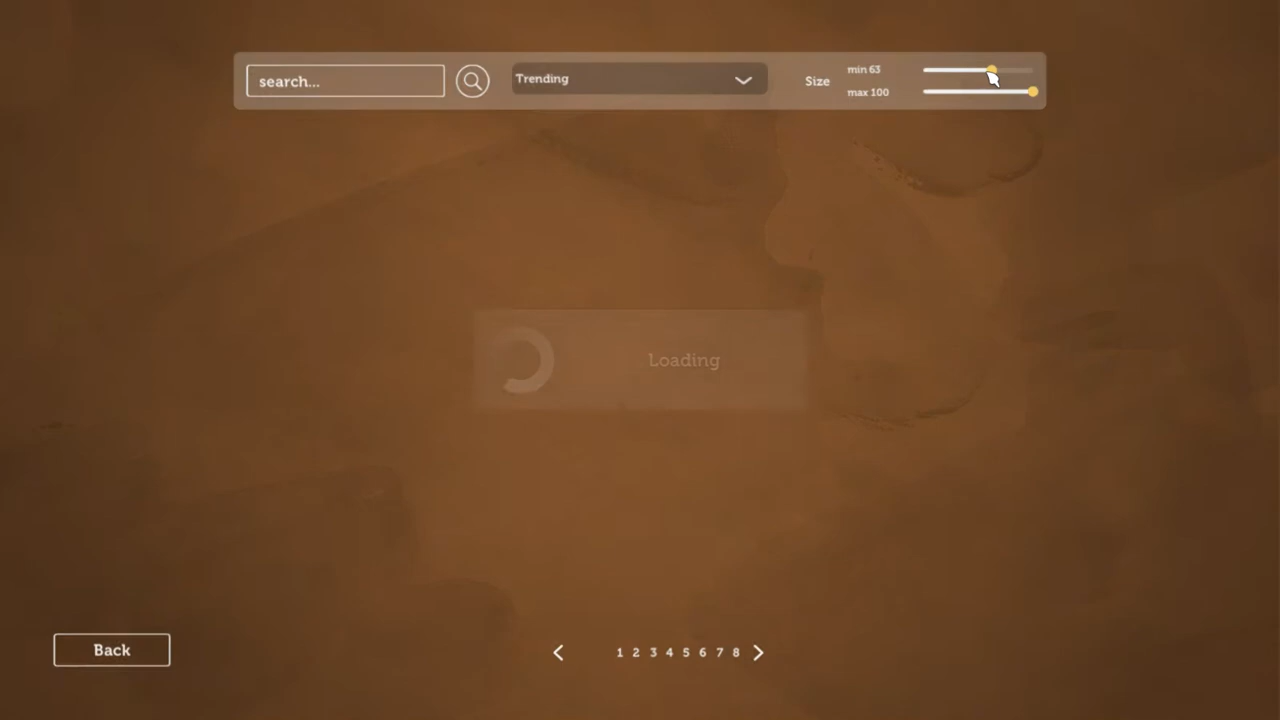 search...
Trending
Size
min 63
max 100
Loading
Back
1 2 3 4 5 6 7 8